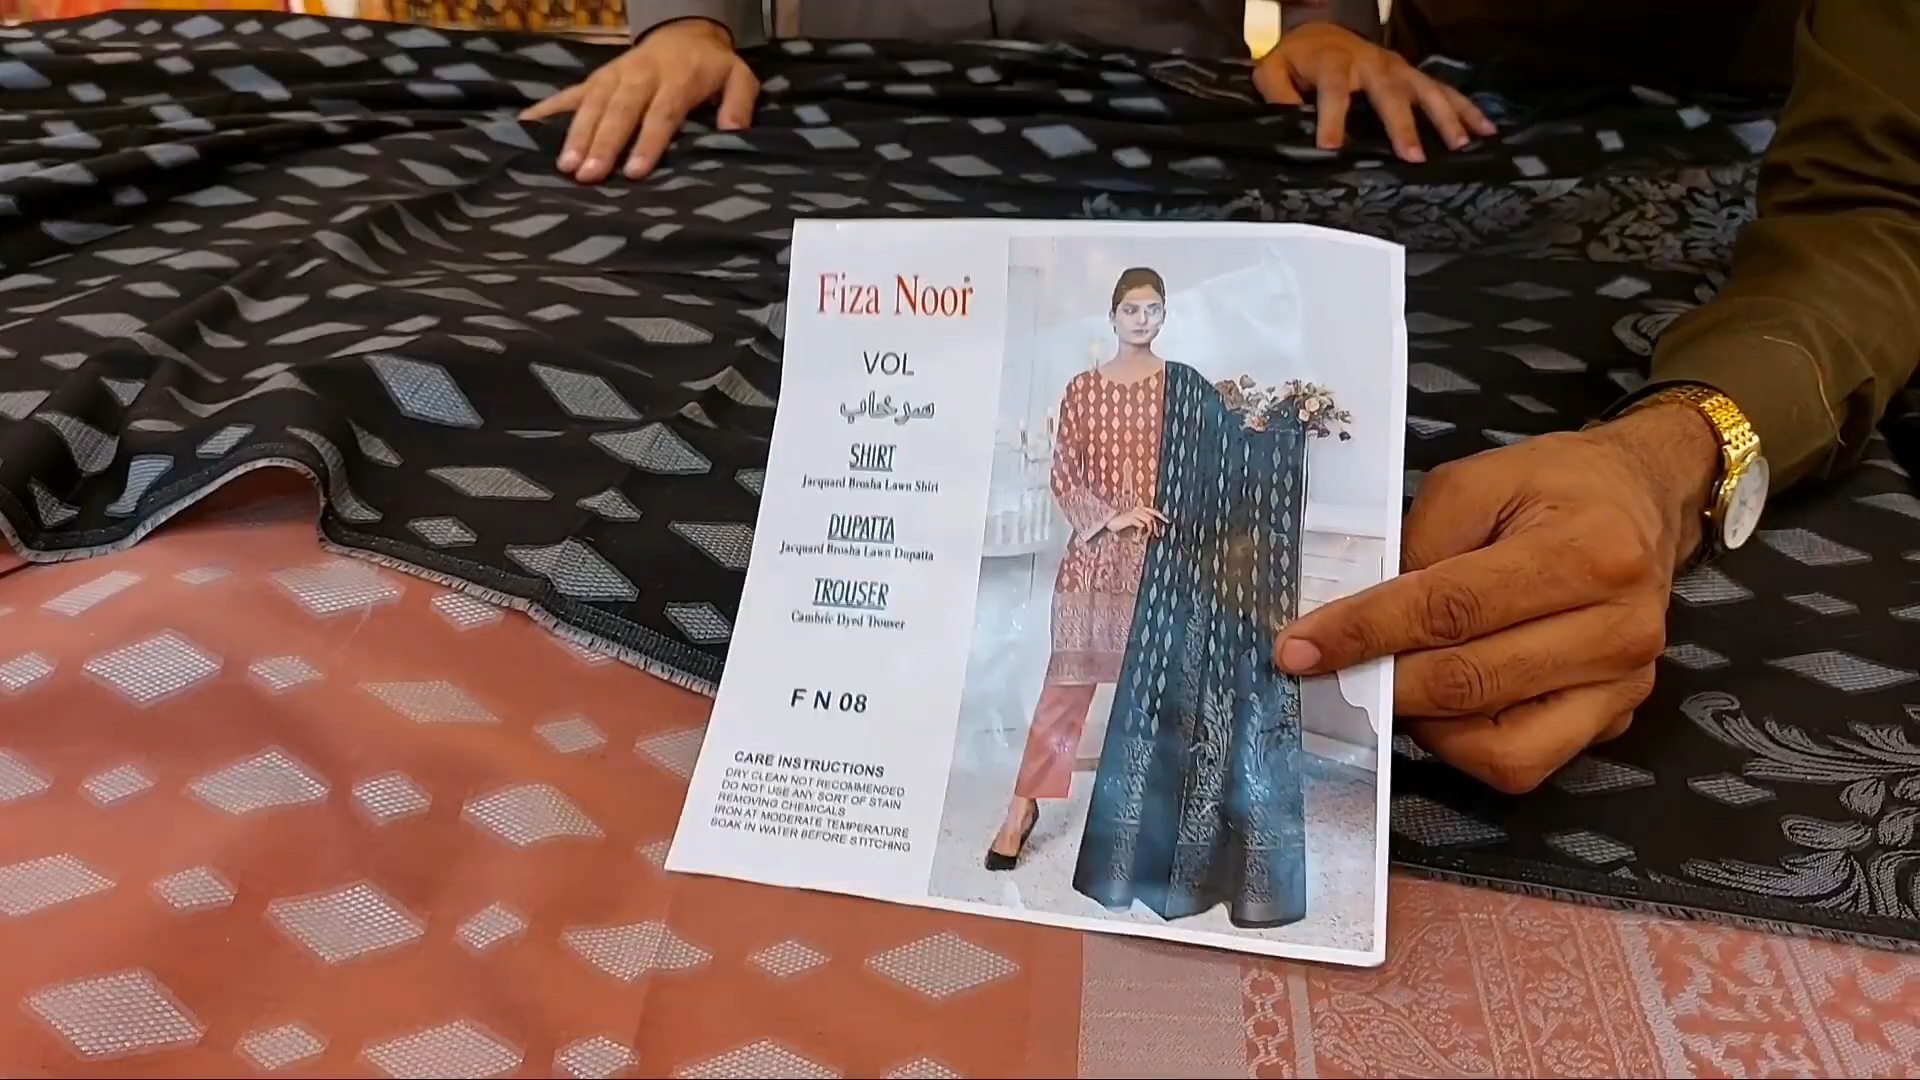 Fiza Noor
VOL
ہمرکاب
SHIRT
Jacquard Brosha Lawn Shirt
DUPATTA
Jacquard Brosha Lawn Dupatta
TROUSER
Cambric Dyed Trouser
F N 08
CARE INSTRUCTIONS
DRY CLEAN NOT RECOMMENDED
DO NOT USE ANY SORT OF STAIN
REMOVING CHEMICALS
IRON AT MODERATE TEMPERATURE
SOAK IN WATER BEFORE STITCHING